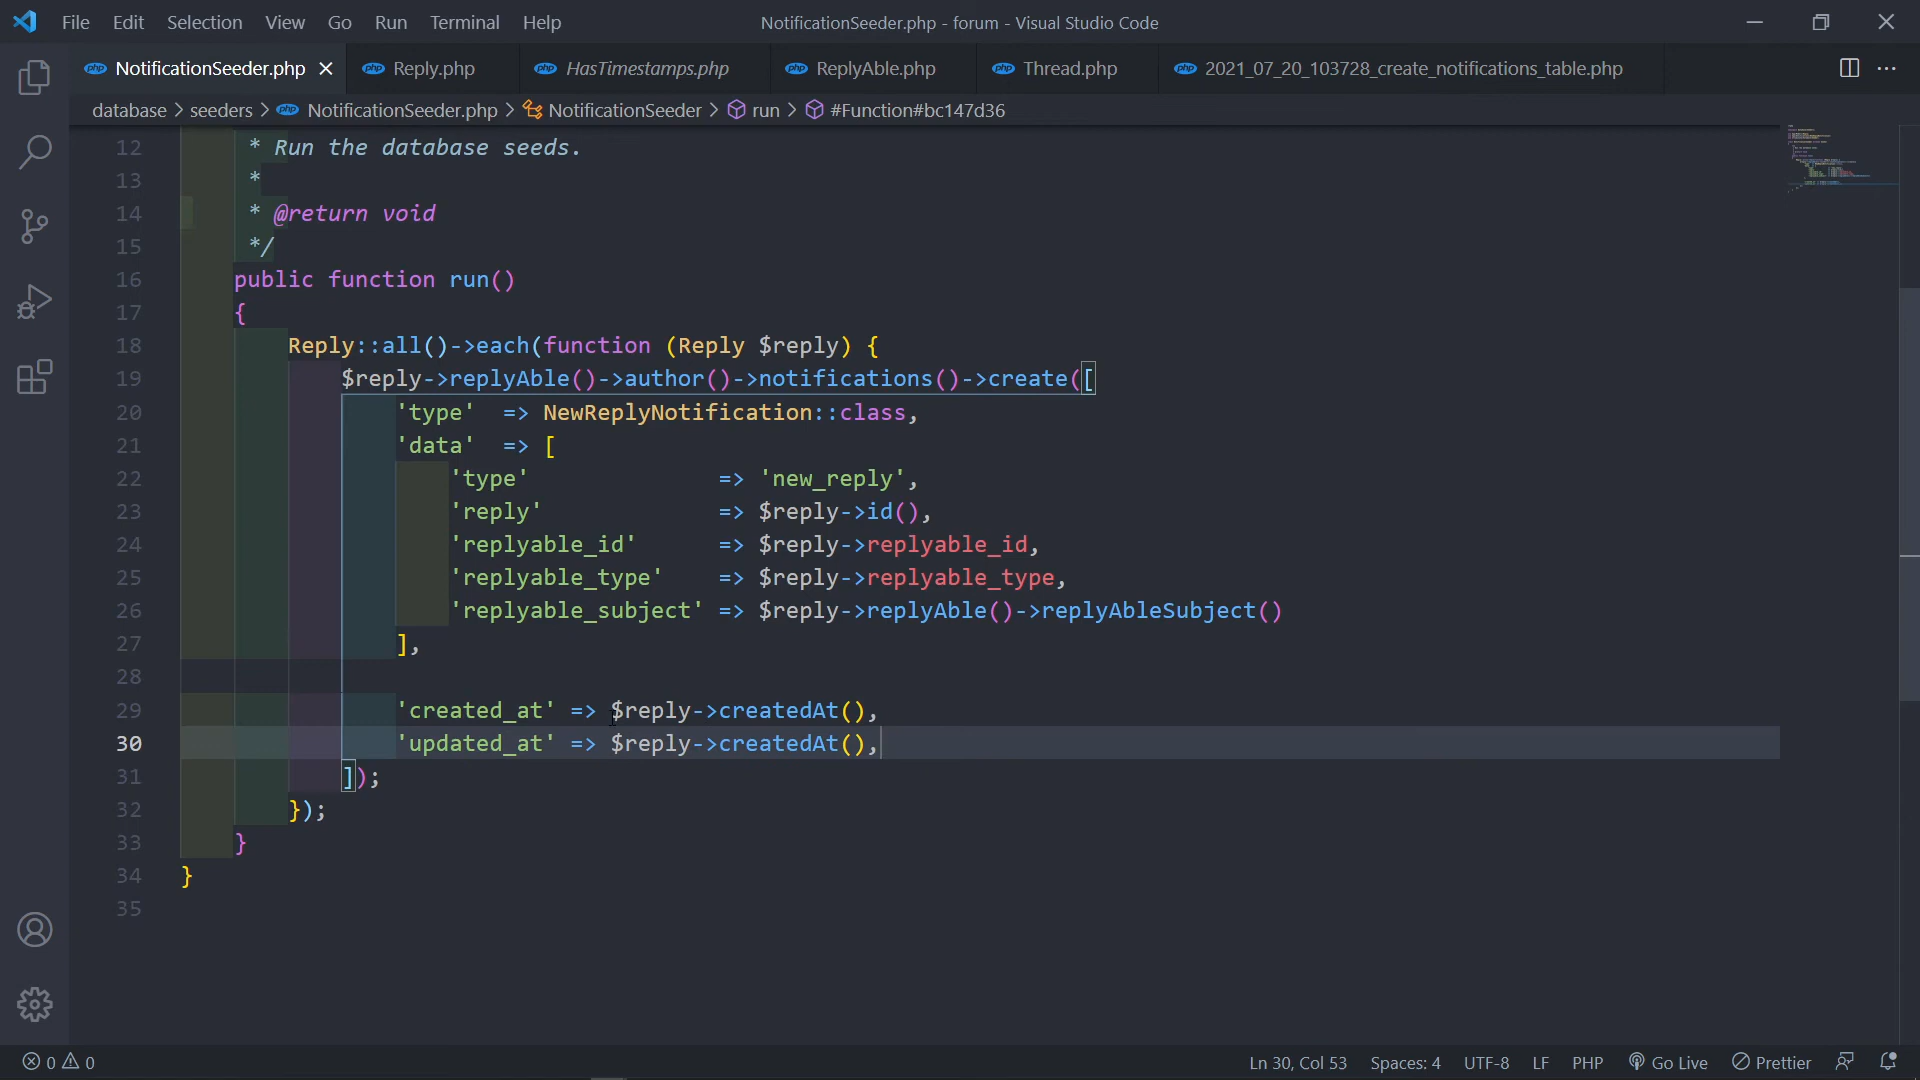 File Edit Selection View Go Run Terminal Help NotificationSeeder.php - forum - Visual Studio Code
NotificationSeeder.php Reply.php HasTimestamps.php ReplyAble.php Thread.php 2021_07_20_103728_create_notifications_table.php
database > seeders > NotificationSeeder.php > NotificationSeeder > run > #Function#bc147d36
12 * Run the database seeds.
13 *
14 * @return void
15 */
16 public function run()
17 {
18 Reply::all()->each(function (Reply $reply) {
19 $reply->replyAble()->author()->notifications()->create([
20 'type' => NewReplyNotification::class,
21 'data' => [
22 'type' => 'new_reply',
23 'reply' => $reply->id(),
24 'replyable_id' => $reply->replyable_id,
25 'replyable_type' => $reply->replyable_type,
26 'replyable_subject' => $reply->replyAble()->replyAbleSubject()
27 ],
28
29 'created_at' => $reply->createdAt(),
30 'updated_at' => $reply->createdAt(),
31 ]);
32 });
33 }
34 }
35
0 0 Ln 30, Col 53 Spaces: 4 UTF-8 LF PHP Go Live Prettier